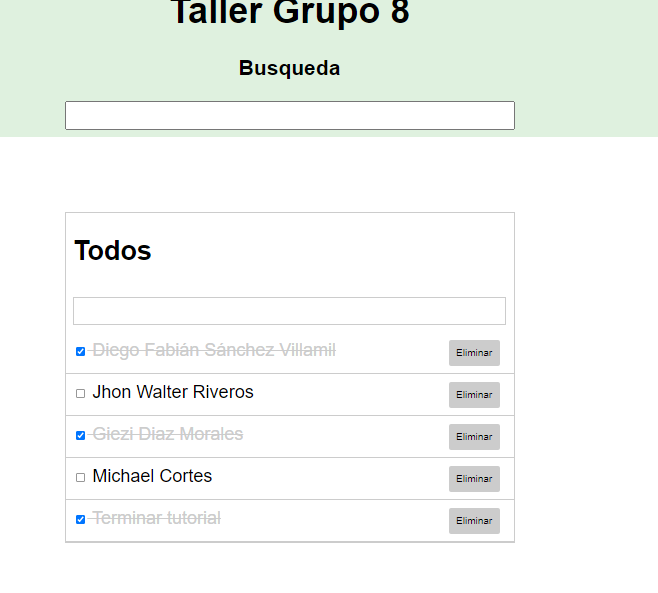 Taller Grupo 8
Busqueda
Todos
Diego Fabián Sánchez Villamil
Eliminar
Jhon Walter Riveros
Eliminar
Giezi Diaz Morales
Eliminar
Michael Cortes
Eliminar
Terminar tutorial
Eliminar